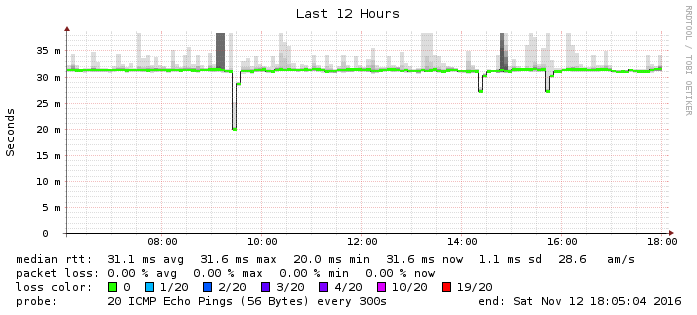 Last 12 Hours
RRDTOOL / TOBI OETIKER
Seconds
35 m
30 m
25 m
20 m
15 m
10 m
5 m
0
08:00 10:00 12:00 14:00 16:00 18:00
median rtt: 31.1 ms avg 31.6 ms max 20.0 ms min 31.6 ms now 1.1 ms sd 28.6 am/s
packet loss: 0.00 % avg 0.00 % max 0.00 % min 0.00 % now
loss color: 0 1/20 2/20 3/20 4/20 10/20 19/20
probe: 20 ICMP Echo Pings (56 Bytes) every 300s end: Sat Nov 12 18:05:04 2016